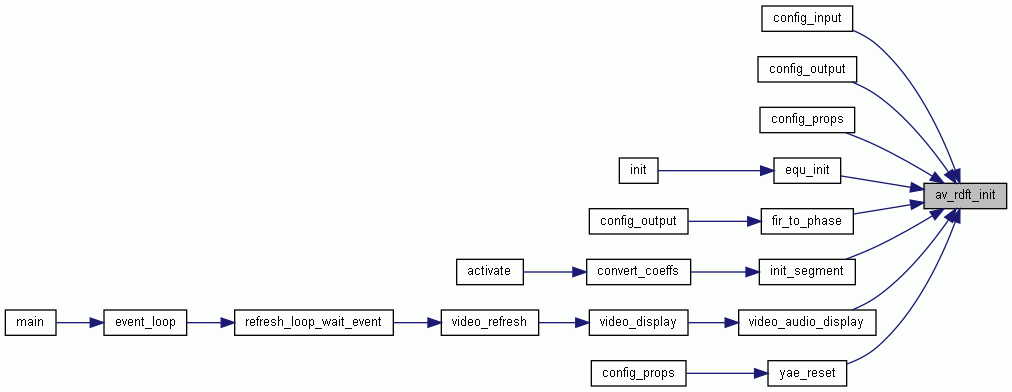 config_input
config_output
config_props
av_rdft_init
init
equ_init
config_output
fir_to_phase
activate
convert_coeffs
init_segment
main
event_loop
refresh_loop_wait_event
video_refresh
video_display
video_audio_display
config_props
yae_reset